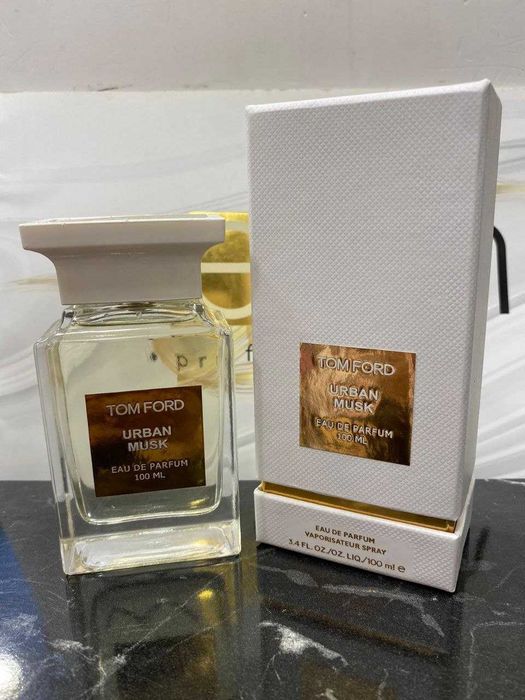 TOM FORD
URBAN
MUSK
EAU DE PARFUM
100 ML
TOM FORD
URBAN
MUSK
EAU DE PARFUM
100 ML
EAU DE PARFUM
VAPORISATEUR SPRAY
3.4 FL. OZ./OZ. LIQ./100 ml e